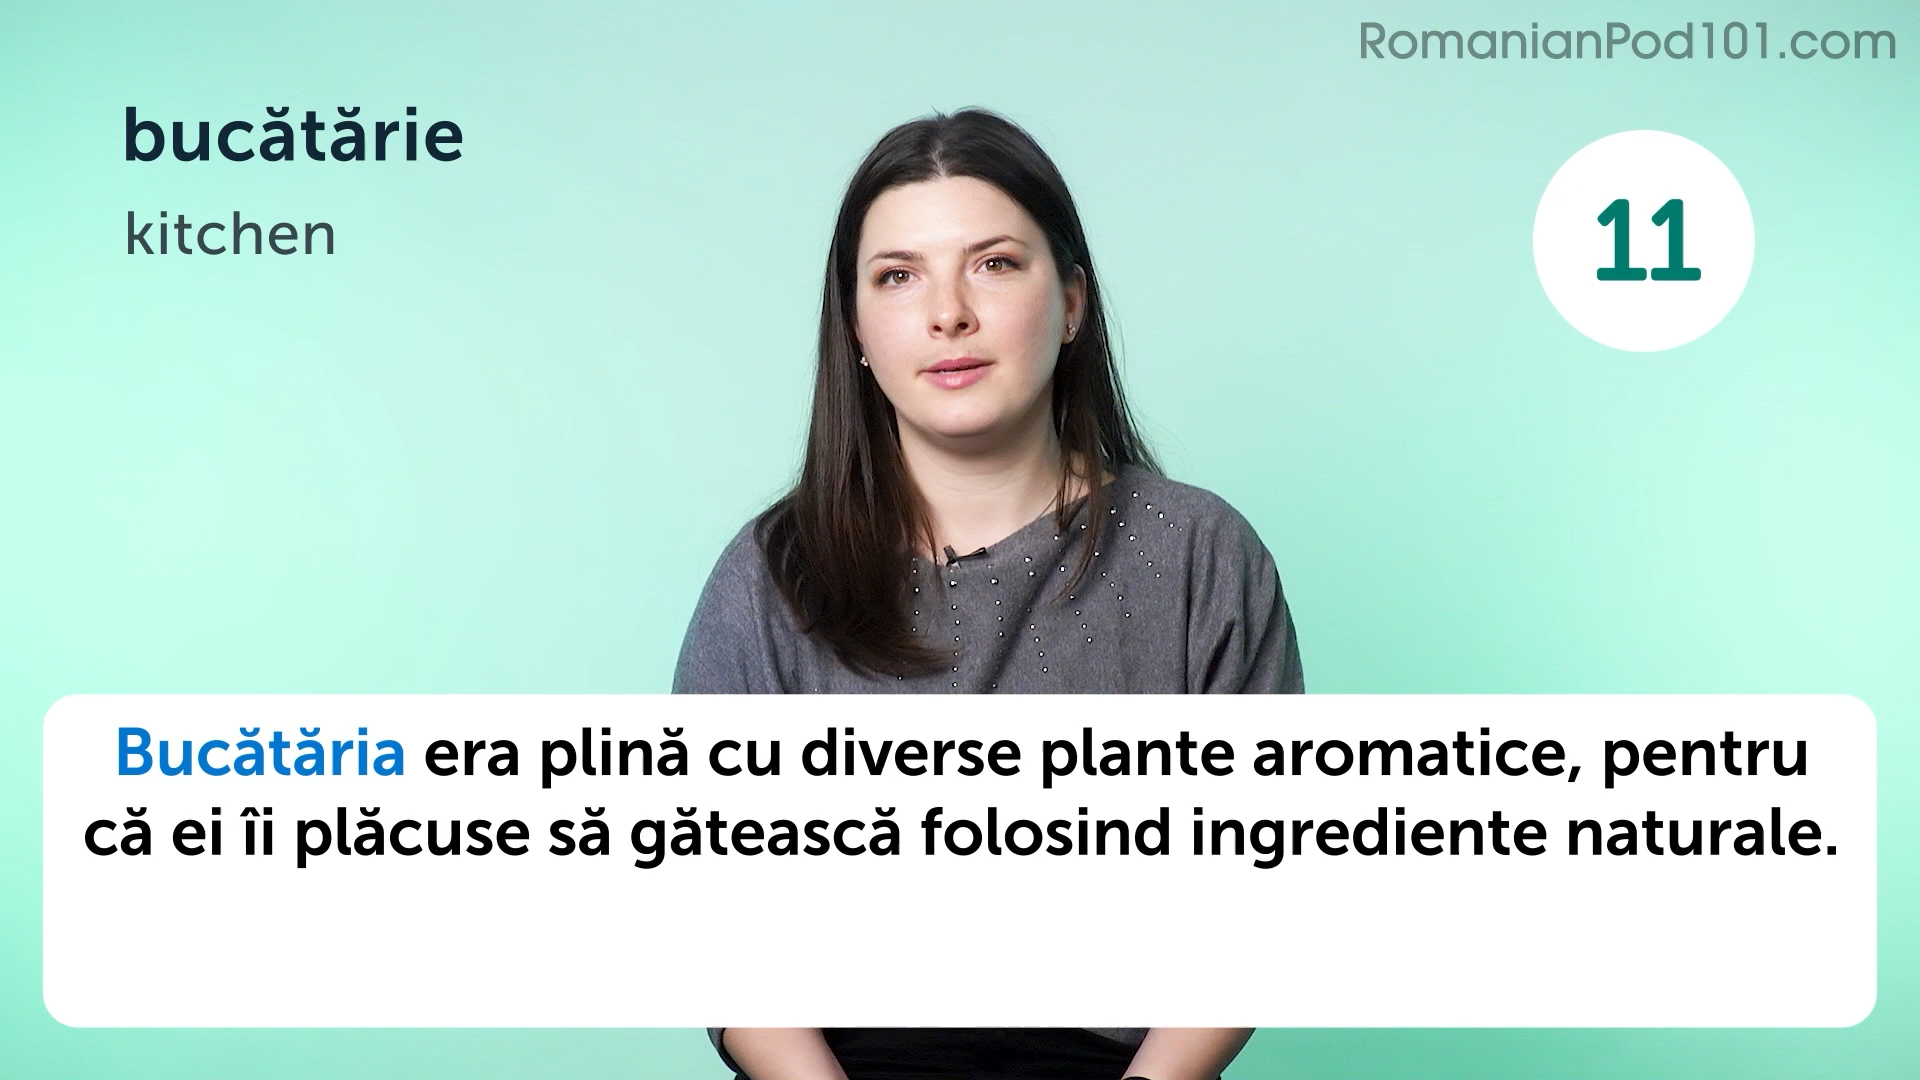 RomanianPod101.com
bucătărie
kitchen
11
Bucătăria era plină cu diverse plante aromatice, pentru
că ei îi plăcuse să gătească folosind ingrediente naturale.